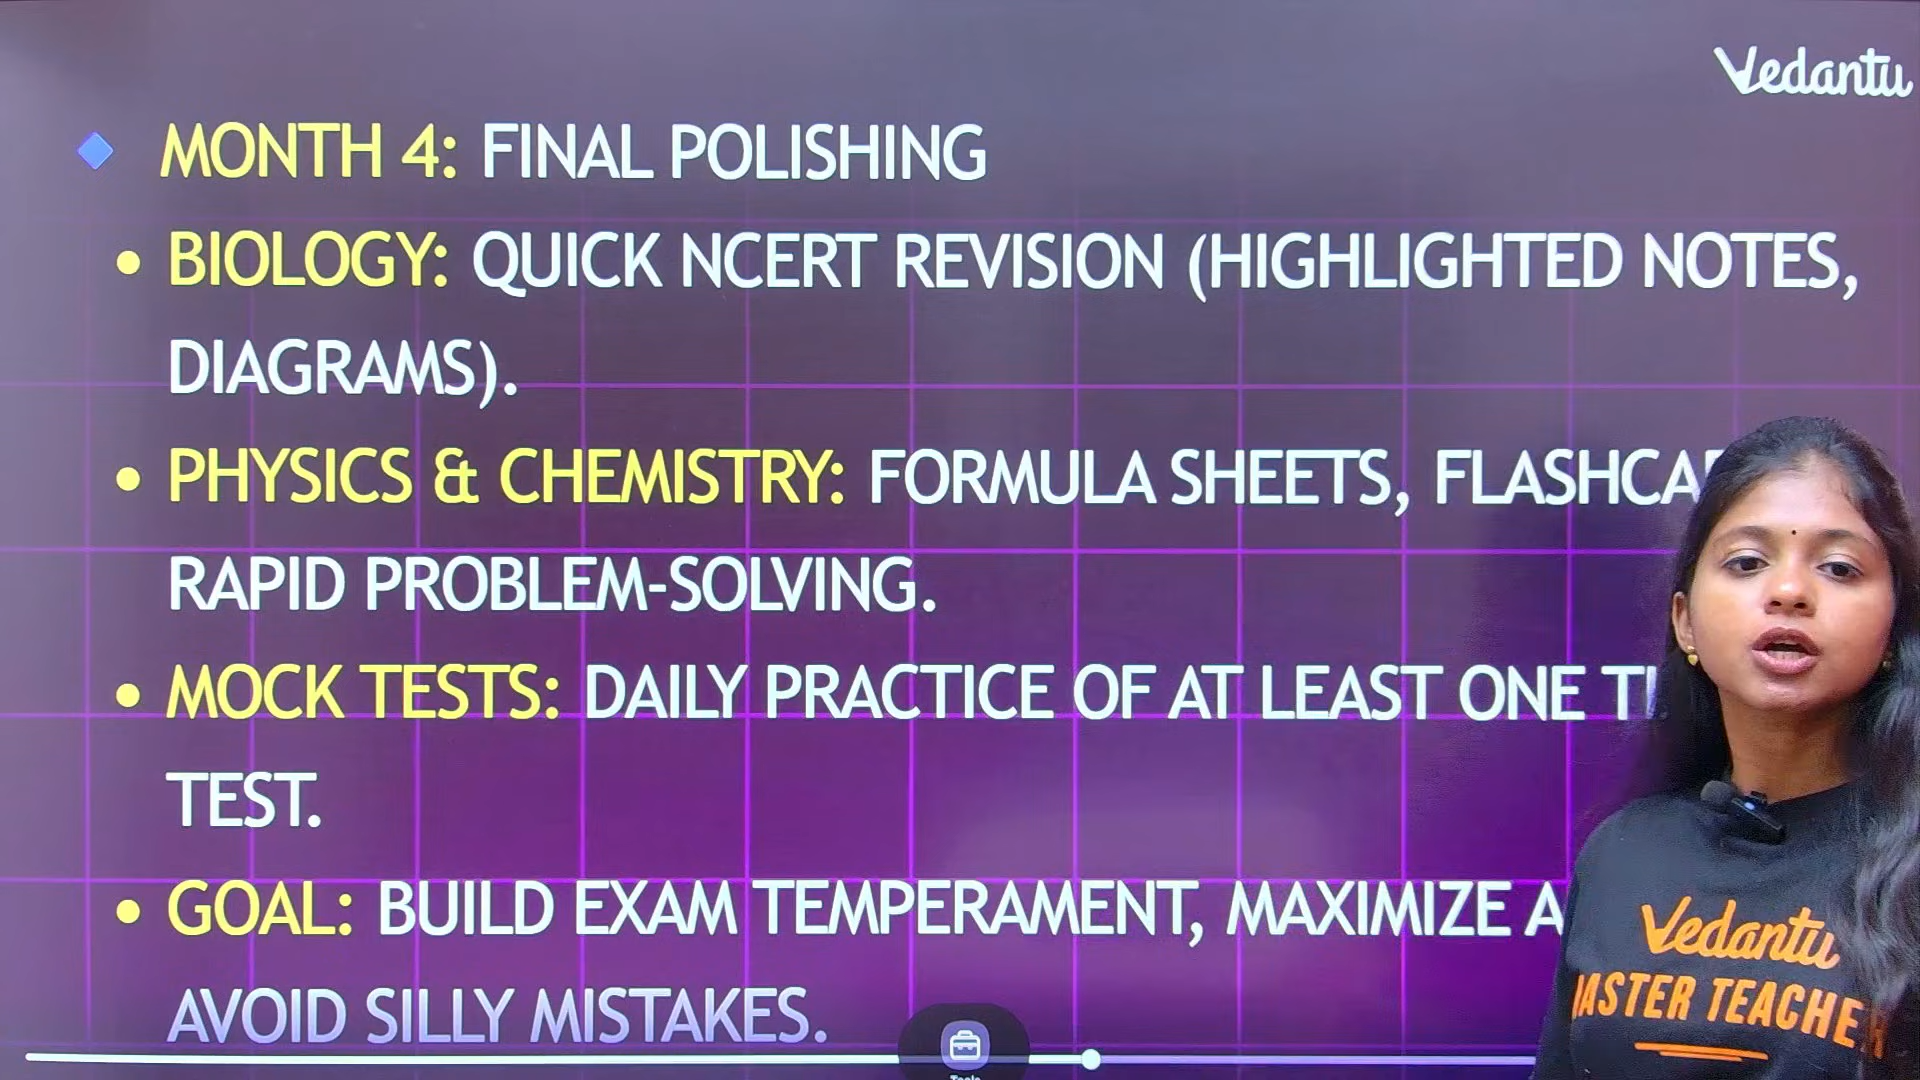 Vedantu
MONTH 4: FINAL POLISHING
BIOLOGY: QUICK NCERT REVISION (HIGHLIGHTED NOTES,
DIAGRAMS).
PHYSICS & CHEMISTRY: FORMULA SHEETS,
RAPID PROBLEM-SOLVING.
MOCK TESTS: DAILY PRACTICE OF AT LEAST ONE
TEST.
GOAL: BUILD EXAM TEMPERAMENT, MAXIMIZE
AVOID SILLY MISTAKES.
Vedantu